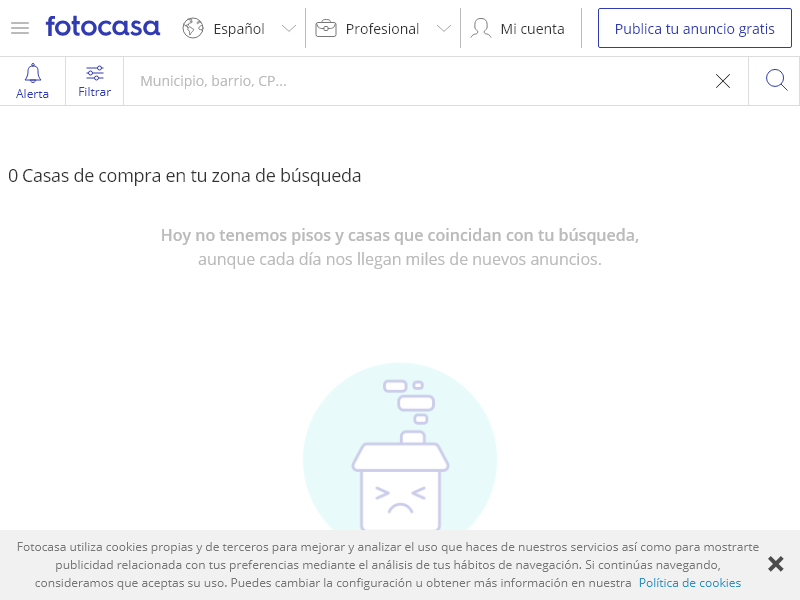 fotocasa
Español
Profesional
Mi cuenta
Publica tu anuncio gratis
Alerta
Filtrar
Municipio, barrio, CP...
0 Casas de compra en tu zona de búsqueda
Hoy no tenemos pisos y casas que coincidan con tu búsqueda,
aunque cada día nos llegan miles de nuevos anuncios.
Fotocasa utiliza cookies propias y de terceros para mejorar y analizar el uso que haces de nuestros servicios así como para mostrarte
publicidad relacionada con tus preferencias mediante el análisis de tus hábitos de navegación. Si continúas navegando,
consideramos que aceptas su uso. Puedes cambiar la configuración u obtener más información en nuestra Política de cookies